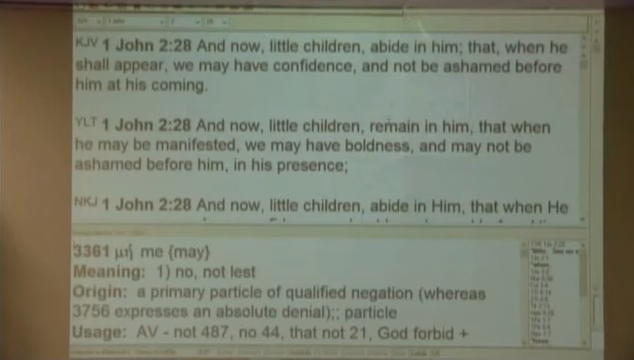 KJV 1 John 2:28 And now, little children, abide in him; that, when he
shall appear, we may have confidence, and not be ashamed before
him at his coming.
YLT 1 John 2:28 And now, little children, remain in him, that when
he may be manifested, we may have boldness, and may not be
ashamed before him, in his presence;
NKJ 1 John 2:28 And now, little children, abide in Him, that when He
3361 μή me {may}
Meaning: 1) no, not lest
Origin: a primary particle of qualified negation (whereas
3756 expresses an absolute denial);; particle
Usage: AV - not 487, no 44, that not 21, God forbid +